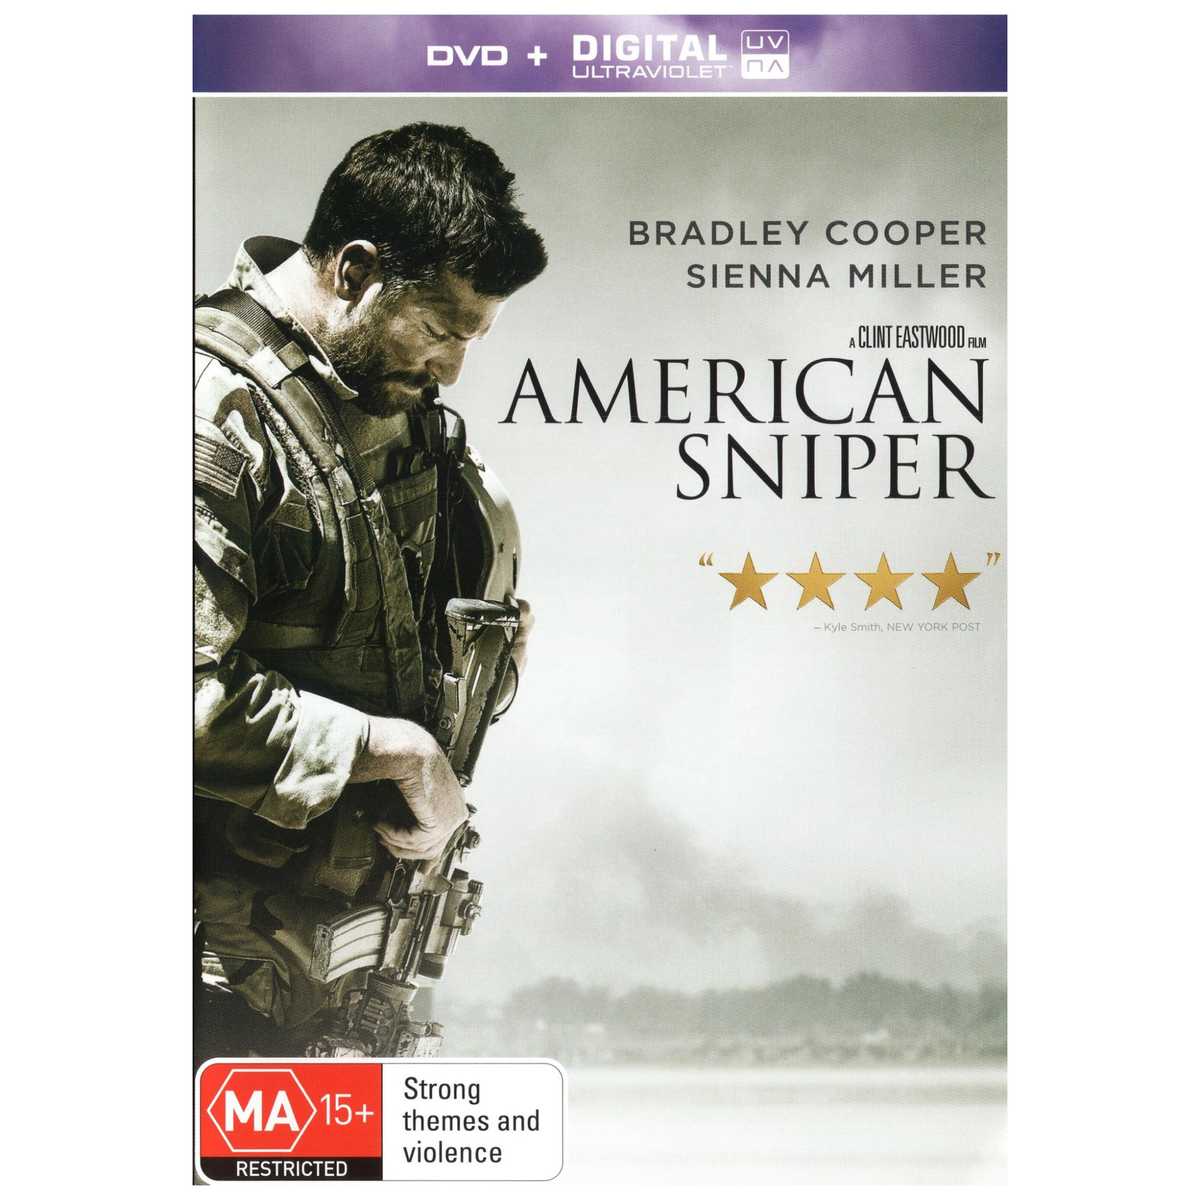 DVD + DIGITAL ULTRAVIOLET™ UV
BRADLEY COOPER
SIENNA MILLER
A CLINT EASTWOOD FILM
AMERICAN
SNIPER
“★★★★”
– Kyle Smith, NEW YORK POST
MA 15+
RESTRICTED
Strong
themes and
violence